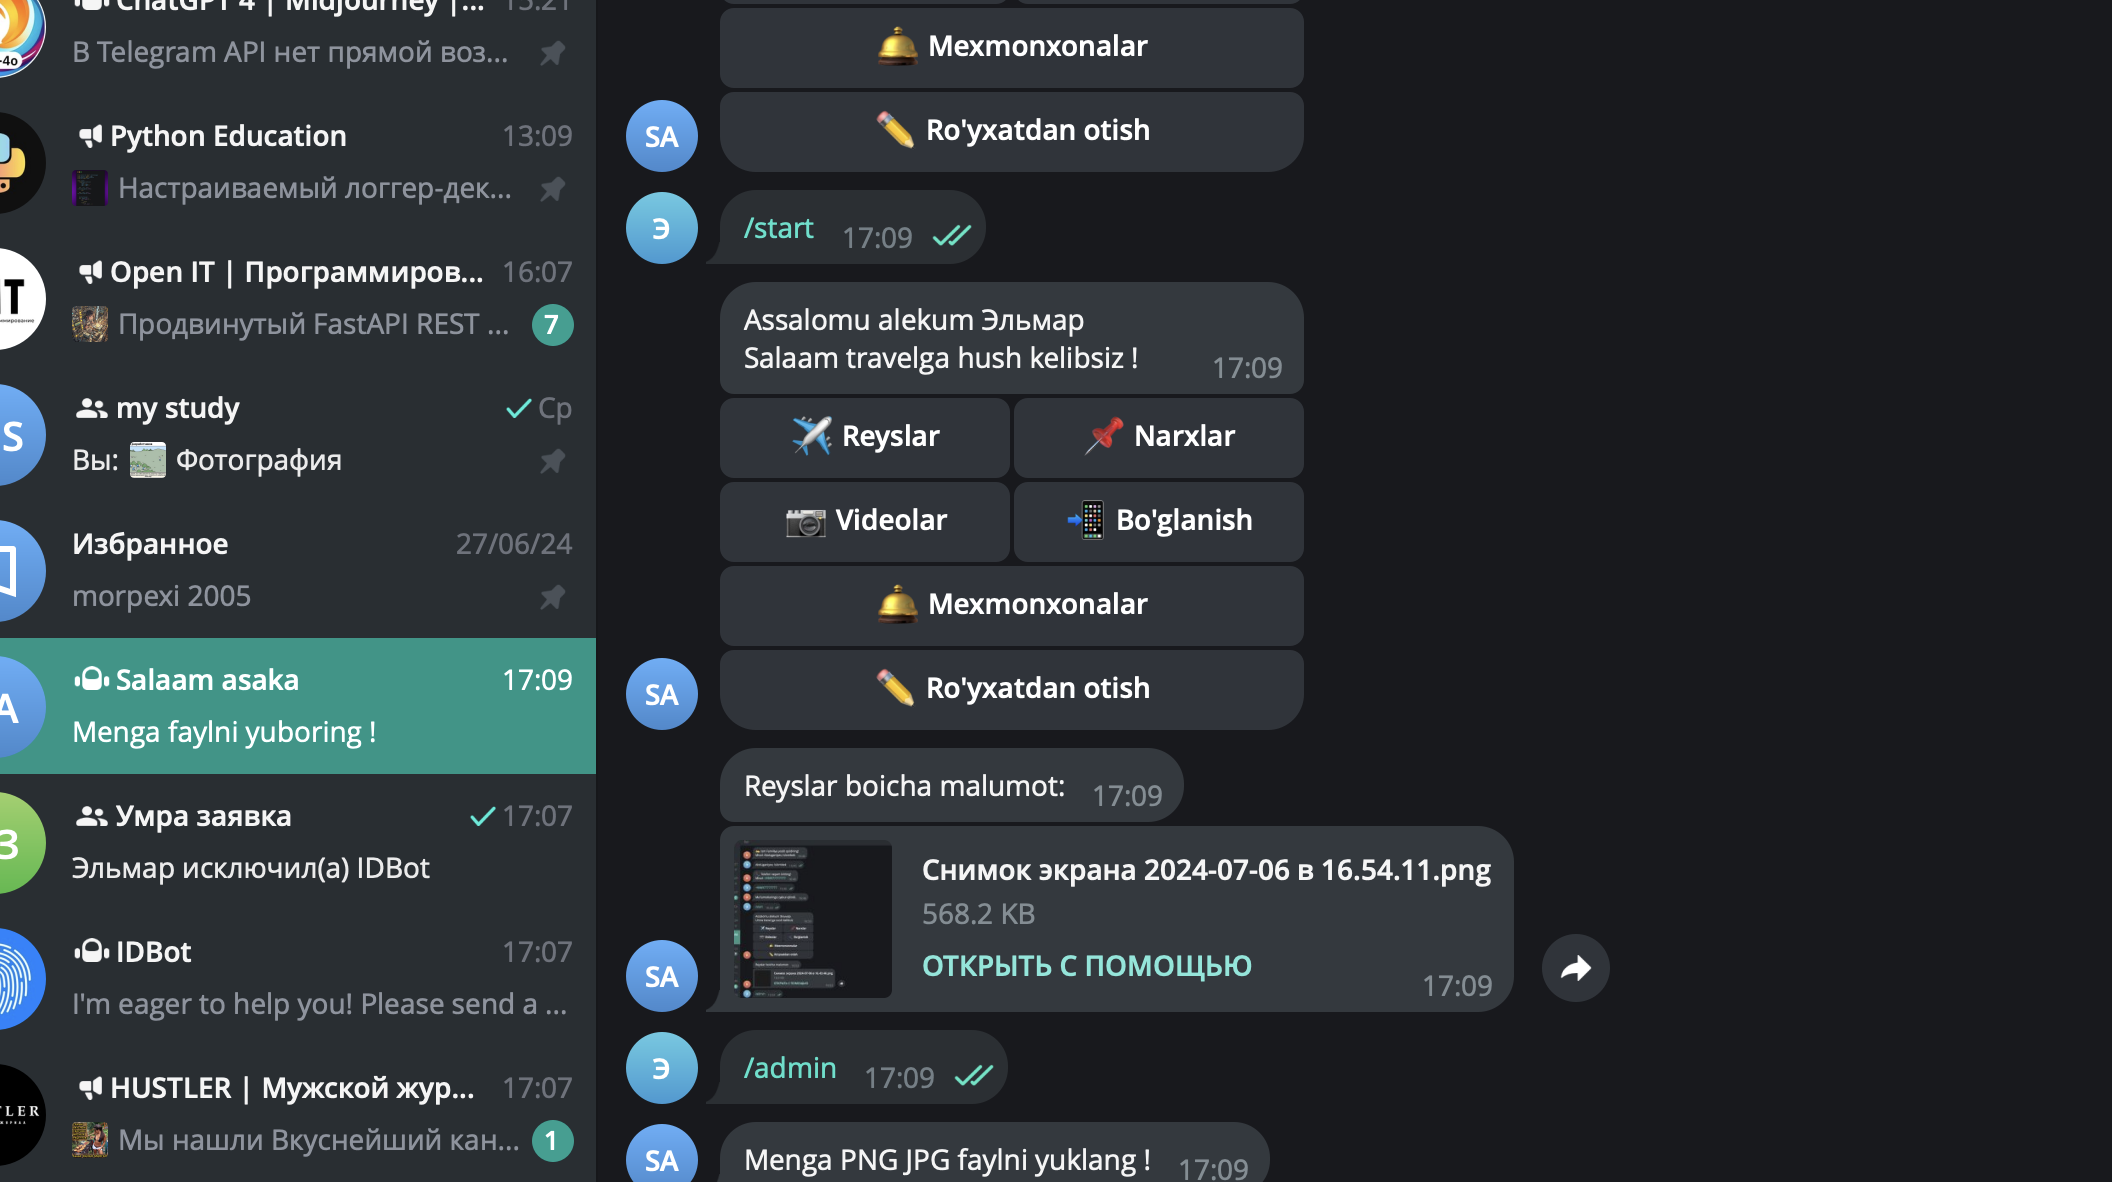 ChatGPT 4 | Midjourney |... 15:21
В Telegram API нет прямой воз...
Python Education 13:09
Настраиваемый логгер-дек...
Open IT | Программиров... 16:07
Продвинутый FastAPI REST ... 7
my study Ср
Вы: Фотография
Избранное 27/06/24
morpexi 2005
Salaam asaka 17:09
Menga faylni yuboring !
Умра заявка 17:07
Эльмар исключил(а) IDBot
IDBot 17:07
I'm eager to help you! Please send a ...
HUSTLER | Мужской жур... 17:07
Мы нашли Вкуснейший кан... 1
Mexmonxonalar
SA
Ro'yxatdan otish
Э
/start 17:09
Assalomu alekum Эльмар
Salaam travelga hush kelibsiz ! 17:09
Reyslar Narxlar
Videolar Bo'glanish
Mexmonxonalar
SA
Ro'yxatdan otish
Reyslar boicha malumot: 17:09
Снимок экрана 2024-07-06 в 16.54.11.png
568.2 KB
SA
ОТКРЫТЬ С ПОМОЩЬЮ
17:09
Э
/admin 17:09
SA
Menga PNG JPG faylni yuklang ! 17:09